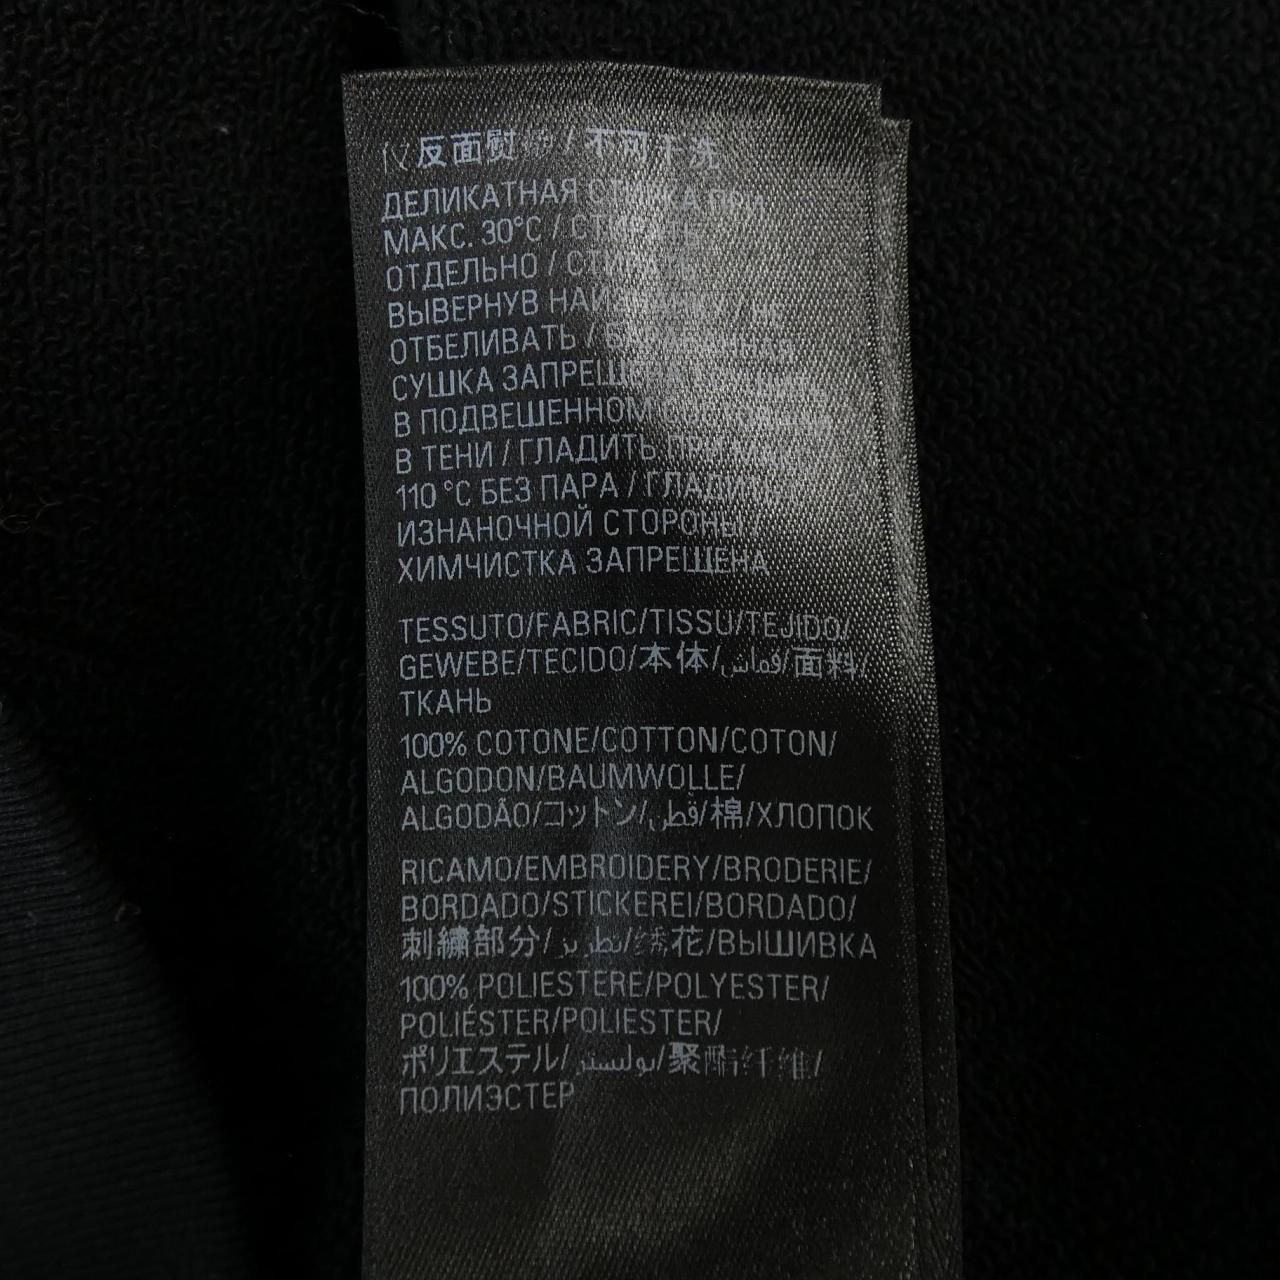 仅反面熨烫/不可干洗
ДЕЛИКАТНАЯ СТИРКА ПРИ
МАКС. 30°C / СТИРАТЬ
ОТДЕЛЬНО / СТИРАТЬ
ВЫВЕРНУВ НАИЗНАНКУ / НЕ
ОТБЕЛИВАТЬ /
СУШКА ЗАПРЕЩЕНА
В ПОДВЕШЕННОМ СОСТОЯНИИ
В ТЕНИ / ГЛАДИТЬ ПРИ МАКС.
110 °C БЕЗ ПАРА / ГЛАДИТЬ
ИЗНАНОЧНОЙ СТОРОНЫ /
ХИМЧИСТКА ЗАПРЕЩЕНА
TESSUTO/FABRIC/TISSU/TEJIDO/
GEWEBE/TECIDO/本体/قماش/面料/
ТКАНЬ
100% COTONE/COTTON/COTON/
ALGODON/BAUMWOLLE/
ALGODÃO/コットン/قطن/棉/ХЛОПОК
RICAMO/EMBROIDERY/BRODERIE/
BORDADO/STICKEREI/BORDADO/
刺繍部分/تطريز/绣花/ВЫШИВКА
100% POLIESTERE/POLYESTER/
POLIÉSTER/POLIESTER/
ポリエステル/بوليستر/聚酯纤维/
ПОЛИЭСТЕР